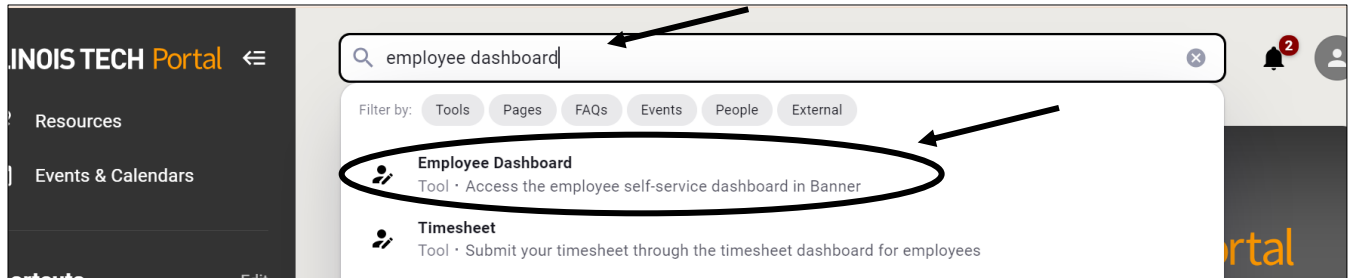 INOIS TECH Portal
employee dashboard
2
Filter by: Tools Pages FAQs Events People External
Resources
Employee Dashboard
Tool · Access the employee self-service dashboard in Banner
Events & Calendars
Timesheet
Tool · Submit your timesheet through the timesheet dashboard for employees
rtal
Edit